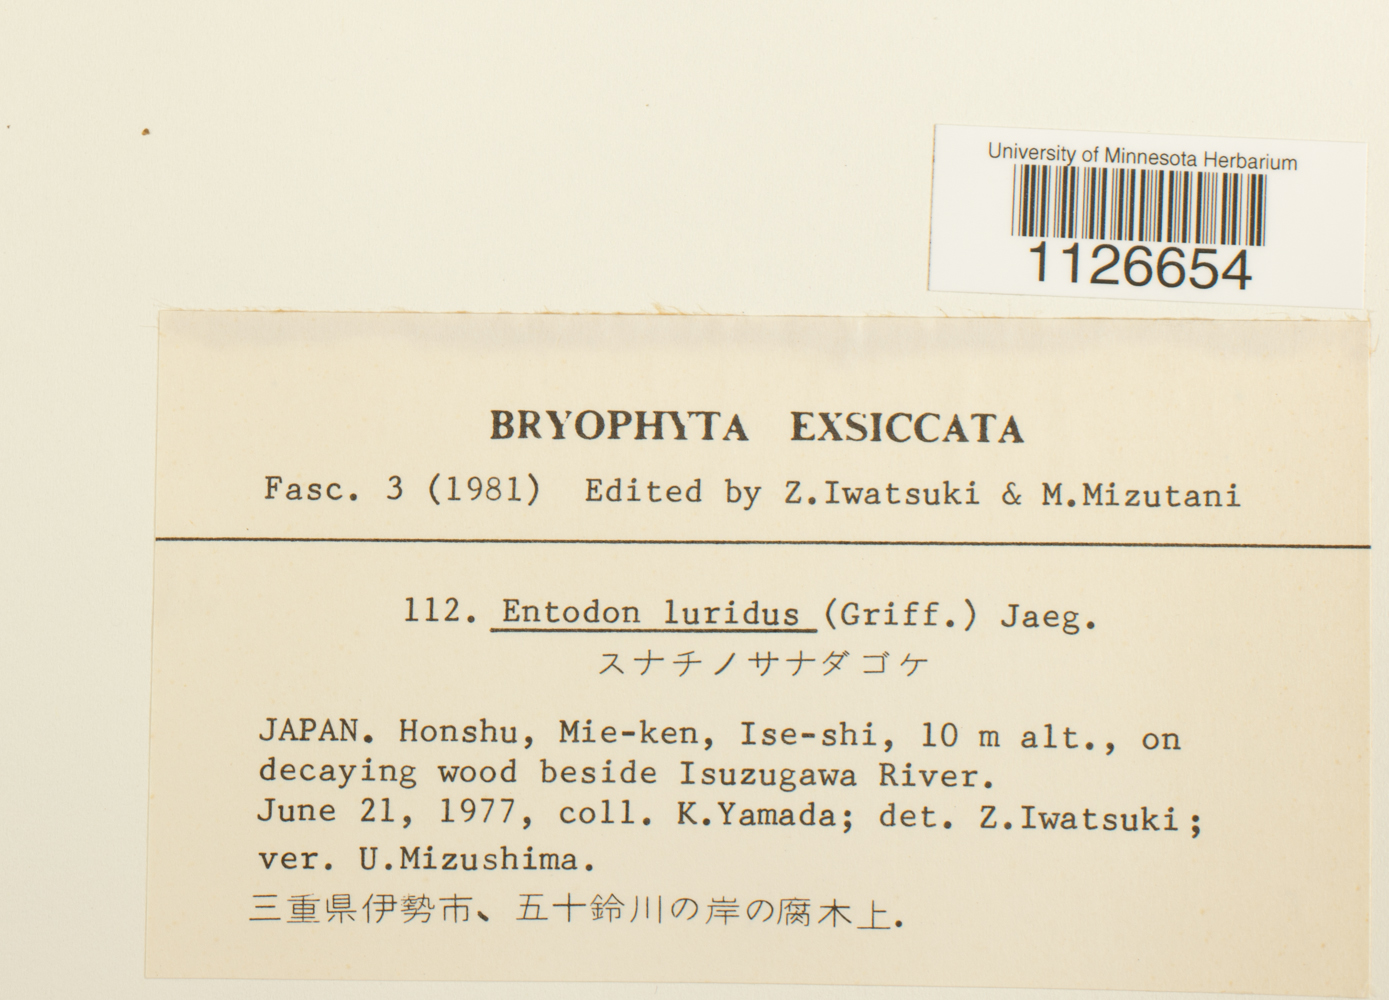 University of Minnesota Herbarium
1126654
BRYOPHYTA EXSICCATA
Fasc. 3 (1981) Edited by Z.Iwatsuki & M.Mizutani
112. Entodon luridus (Griff.) Jaeg.
スナチノサナダゴケ
JAPAN. Honshu, Mie-ken, Ise-shi, 10 m alt., on
decaying wood beside Isuzugawa River.
June 21, 1977, coll. K.Yamada; det. Z.Iwatsuki;
ver. U.Mizushima.
三重県伊勢市、五十鈴川の岸の腐木上.